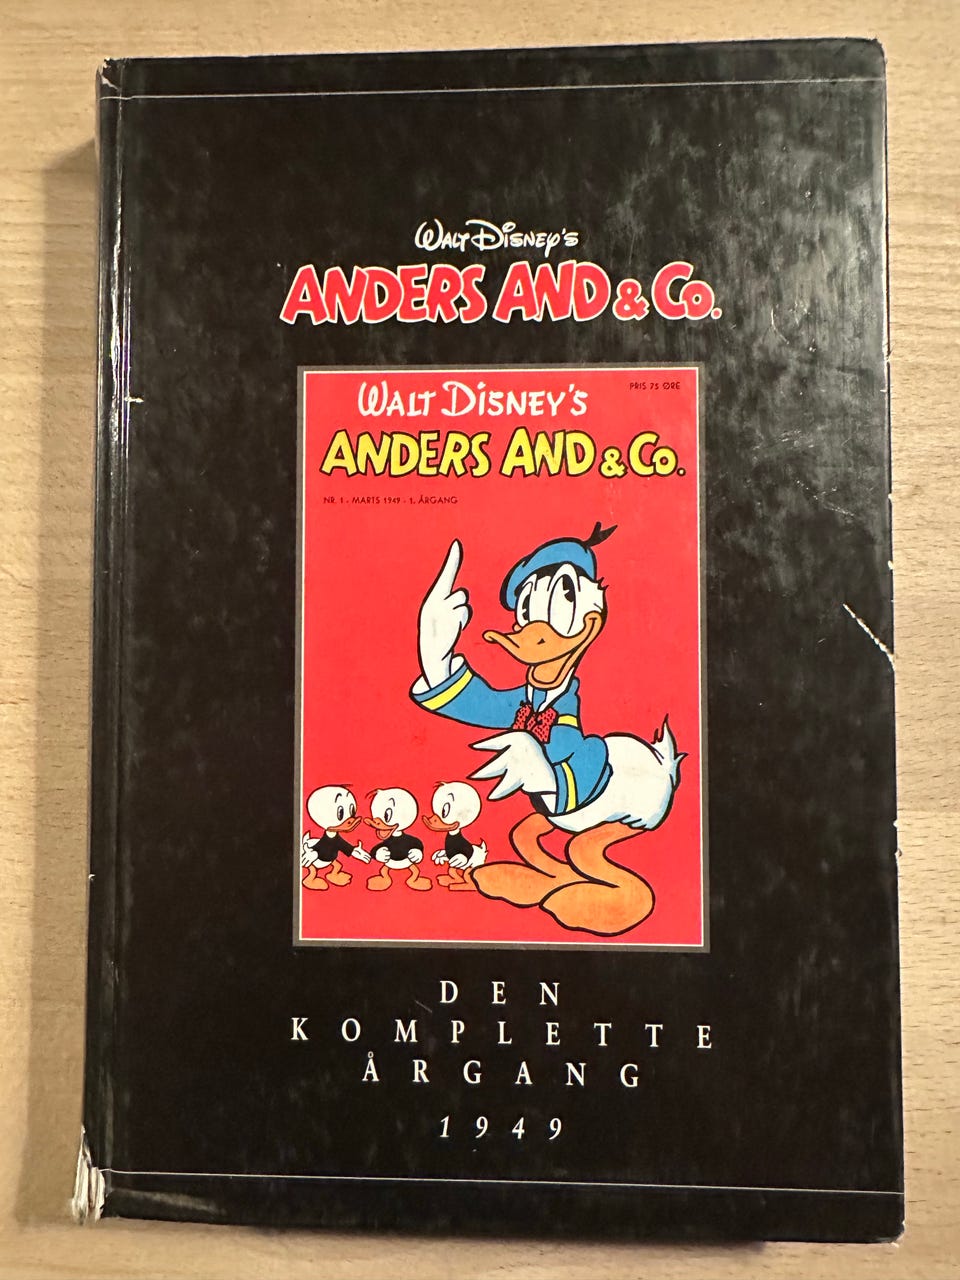 WALT DISNEY'S
ANDERS AND & CO.
WALT DISNEY'S
PRIS 75 ØRE
ANDERS AND & CO.
NR. 1 - MARTS 1949 - 1. ÅRGANG
DEN
KOMPLETTE
ÅRGANG
1949